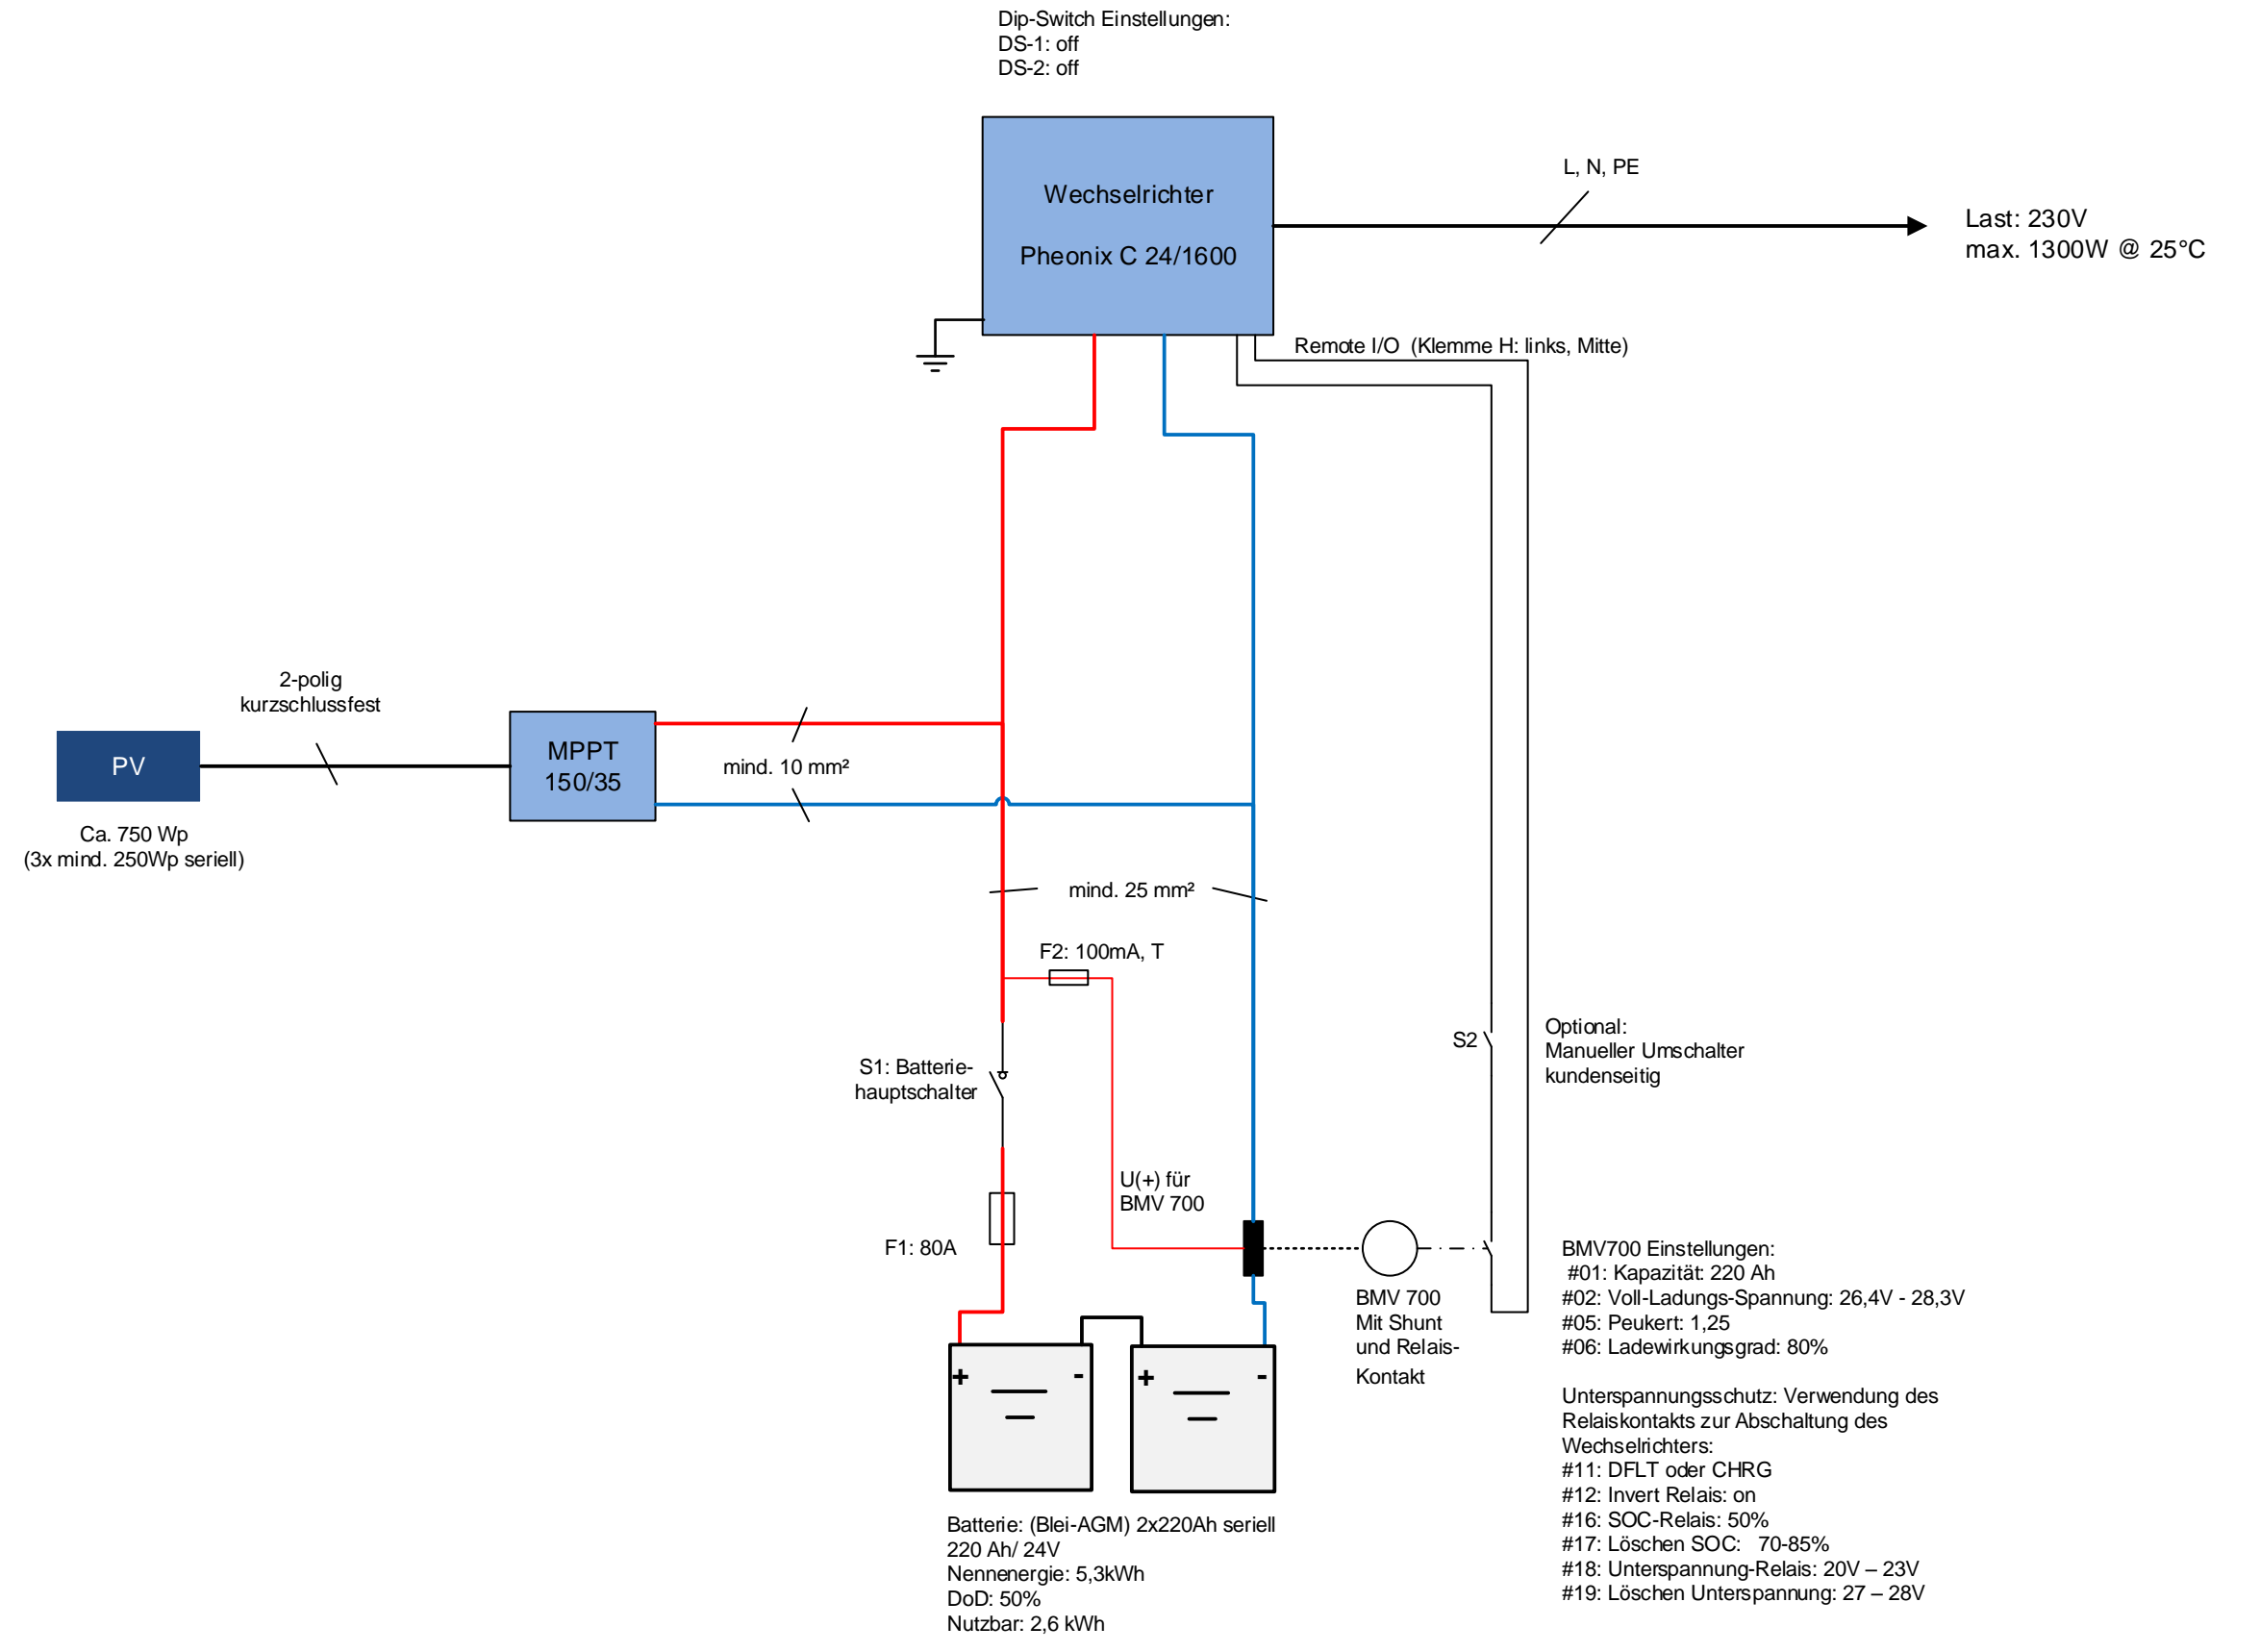 Dip-Switch Einstellungen:
DS-1: off
DS-2: off
Wechselrichter
Pheonix C 24/1600
L, N, PE
Last: 230V
max. 1300W @ 25°C
Remote I/O (Klemme H: links, Mitte)
2-polig
kurzschlussfest
PV
MPPT
150/35
mind. 10 mm²
Ca. 750 Wp
(3x mind. 250Wp seriell)
mind. 25 mm²
F2: 100mA, T
S1: Batterie-
hauptschalter
S2
Optional:
Manueller Umschalter
kundenseitig
U(+) für
BMV 700
F1: 80A
BMV 700
Mit Shunt
und Relais-
Kontakt
BMV700 Einstellungen:
#01: Kapazität: 220 Ah
#02: Voll-Ladungs-Spannung: 26,4V - 28,3V
#05: Peukert: 1,25
#06: Ladewirkungsgrad: 80%
+ -
+ -
Unterspannungsschutz: Verwendung des
Relaiskontakts zur Abschaltung des
Wechselrichters:
#11: DFLT oder CHRG
#12: Invert Relais: on
#16: SOC-Relais: 50%
#17: Löschen SOC: 70-85%
#18: Unterspannung-Relais: 20V – 23V
#19: Löschen Unterspannung: 27 – 28V
Batterie: (Blei-AGM) 2x220Ah seriell
220 Ah/ 24V
Nennenergie: 5,3kWh
DoD: 50%
Nutzbar: 2,6 kWh